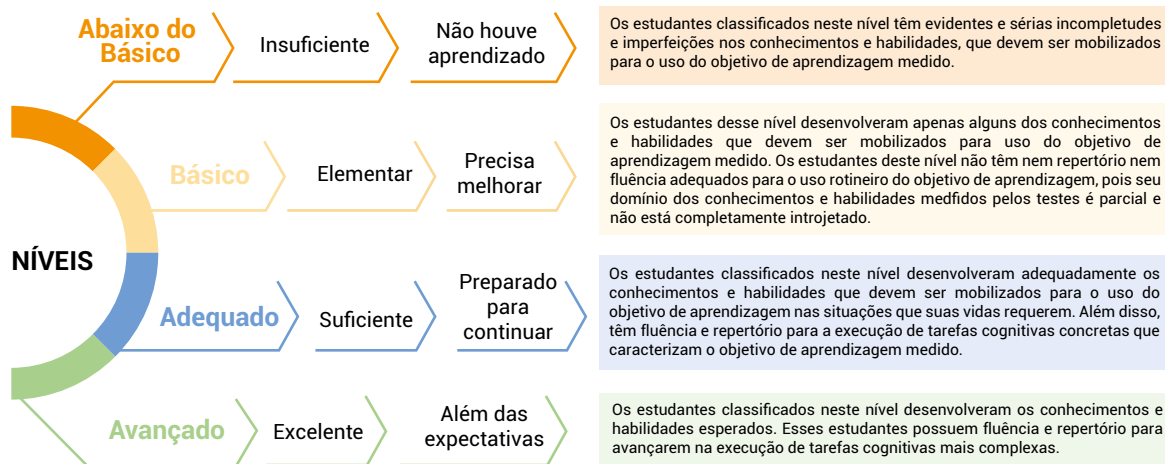 Abaixo do
Básico
Insuficiente
Não houve
aprendizado
Os estudantes classificados neste nível têm evidentes e sérias incompletudes
e imperfeições nos conhecimentos e habilidades, que devem ser mobilizados
para o uso do objetivo de aprendizagem medido.
Básico
Elementar
Precisa
melhorar
Os estudantes desse nível desenvolveram apenas alguns dos conhecimentos
e habilidades que devem ser mobilizados para uso do objetivo de
aprendizagem medido. Os estudantes deste nível não têm nem repertório nem
fluência adequados para o uso rotineiro do objetivo de aprendizagem, pois seu
domínio dos conhecimentos e habilidades medfidos pelos testes é parcial e
não está completamente introjetado.
NÍVEIS
Adequado
Suficiente
Preparado
para
continuar
Os estudantes classificados neste nível desenvolveram adequadamente os
conhecimentos e habilidades que devem ser mobilizados para o uso do
objetivo de aprendizagem nas situações que suas vidas requerem. Além disso,
têm fluência e repertório para a execução de tarefas cognitivas concretas que
caracterizam o objetivo de aprendizagem medido.
Avançado
Excelente
Além das
expectativas
Os estudantes classificados neste nível desenvolveram os conhecimentos e
habilidades esperados. Esses estudantes possuem fluência e repertório para
avançarem na execução de tarefas cognitivas mais complexas.